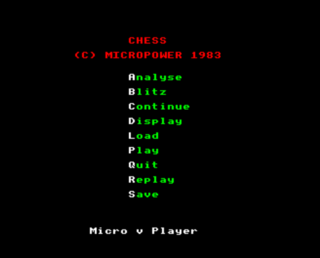 CHESS
(C) MICROPOWER 1983
Analyse
Blitz
Continue
Display
Load
Play
Quit
Replay
Save
Micro v Player